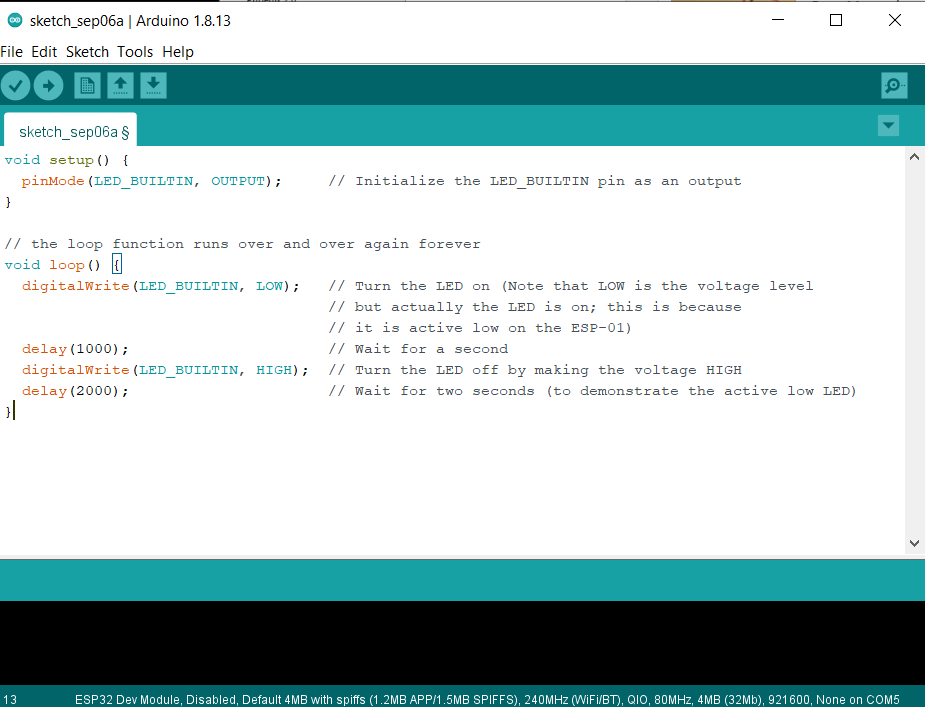 sketch_sep06a | Arduino 1.8.13
File Edit Sketch Tools Help
sketch_sep06a §
void setup() {
  pinMode(LED_BUILTIN, OUTPUT);     // Initialize the LED_BUILTIN pin as an output
}
// the loop function runs over and over again forever
void loop() {
  digitalWrite(LED_BUILTIN, LOW);   // Turn the LED on (Note that LOW is the voltage level
                                    // but actually the LED is on; this is because
                                    // it is active low on the ESP-01)
  delay(1000);                      // Wait for a second
  digitalWrite(LED_BUILTIN, HIGH);  // Turn the LED off by making the voltage HIGH
  delay(2000);                      // Wait for two seconds (to demonstrate the active low LED)
}
13 ESP32 Dev Module, Disabled, Default 4MB with spiffs (1.2MB APP/1.5MB SPIFFS), 240MHz (WiFi/BT), QIO, 80MHz, 4MB (32Mb), 921600, None on COM5